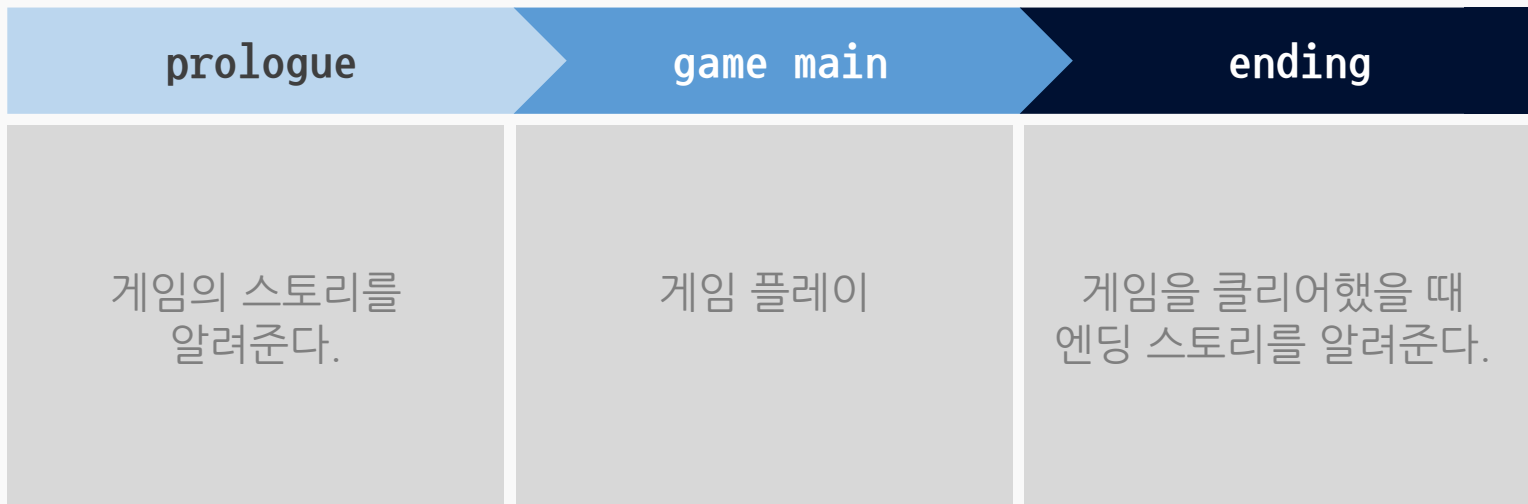 prologue
game main
ending
게임의 스토리를
알려준다.
게임 플레이
게임을 클리어했을 때
엔딩 스토리를 알려준다.